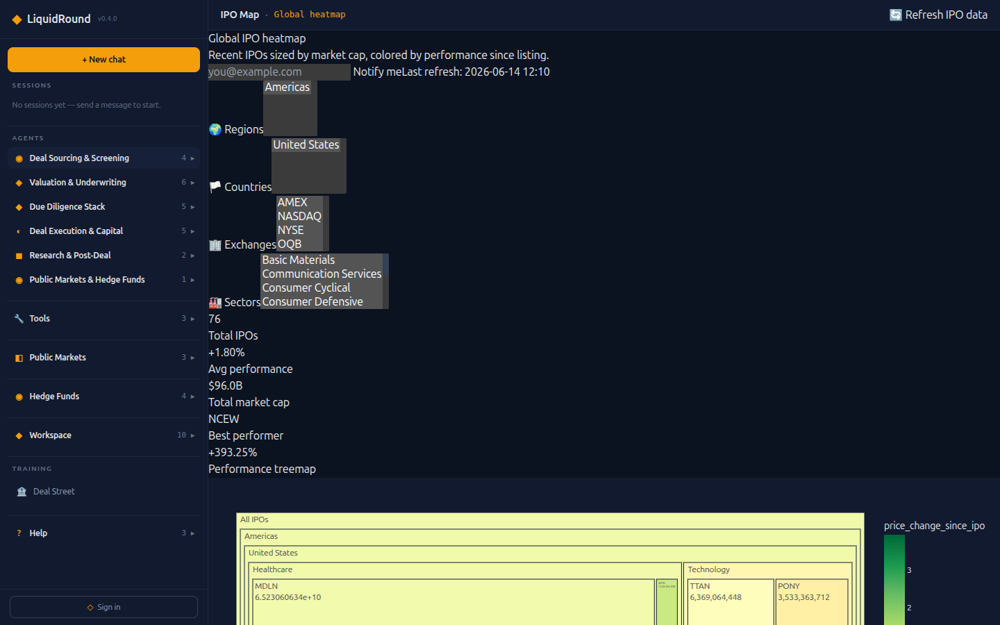 LiquidRound v0.4.0
+ New chat
SESSIONS
No sessions yet — send a message to start.
AGENTS
Deal Sourcing & Screening 4 ▸
Valuation & Underwriting 6 ▸
Due Diligence Stack 5 ▸
Deal Execution & Capital 5 ▸
Research & Post-Deal 2 ▸
Public Markets & Hedge Funds 1 ▸
Tools 3 ▸
Public Markets 3 ▸
Hedge Funds 4 ▸
Workspace 10 ▸
TRAINING
Deal Street
? Help 3 ▸
Sign in
IPO Map · Global heatmap
Refresh IPO data
Global IPO heatmap
Recent IPOs sized by market cap, colored by performance since listing.
you@example.com Notify meLast refresh: 2026-06-14 12:10
Americas
Regions
United States
Countries
AMEX
NASDAQ
NYSE
OQB
Exchanges
Basic Materials
Communication Services
Consumer Cyclical
Consumer Defensive
Sectors
76
Total IPOs
+1.80%
Avg performance
$96.0B
Total market cap
NCEW
Best performer
+393.25%
Performance treemap
All IPOs
Americas
United States
Healthcare
MDLN
6.523060634e+10
Technology
TTAN
6,369,064,448
PONY
3,533,363,712
price_change_since_ipo
3
2